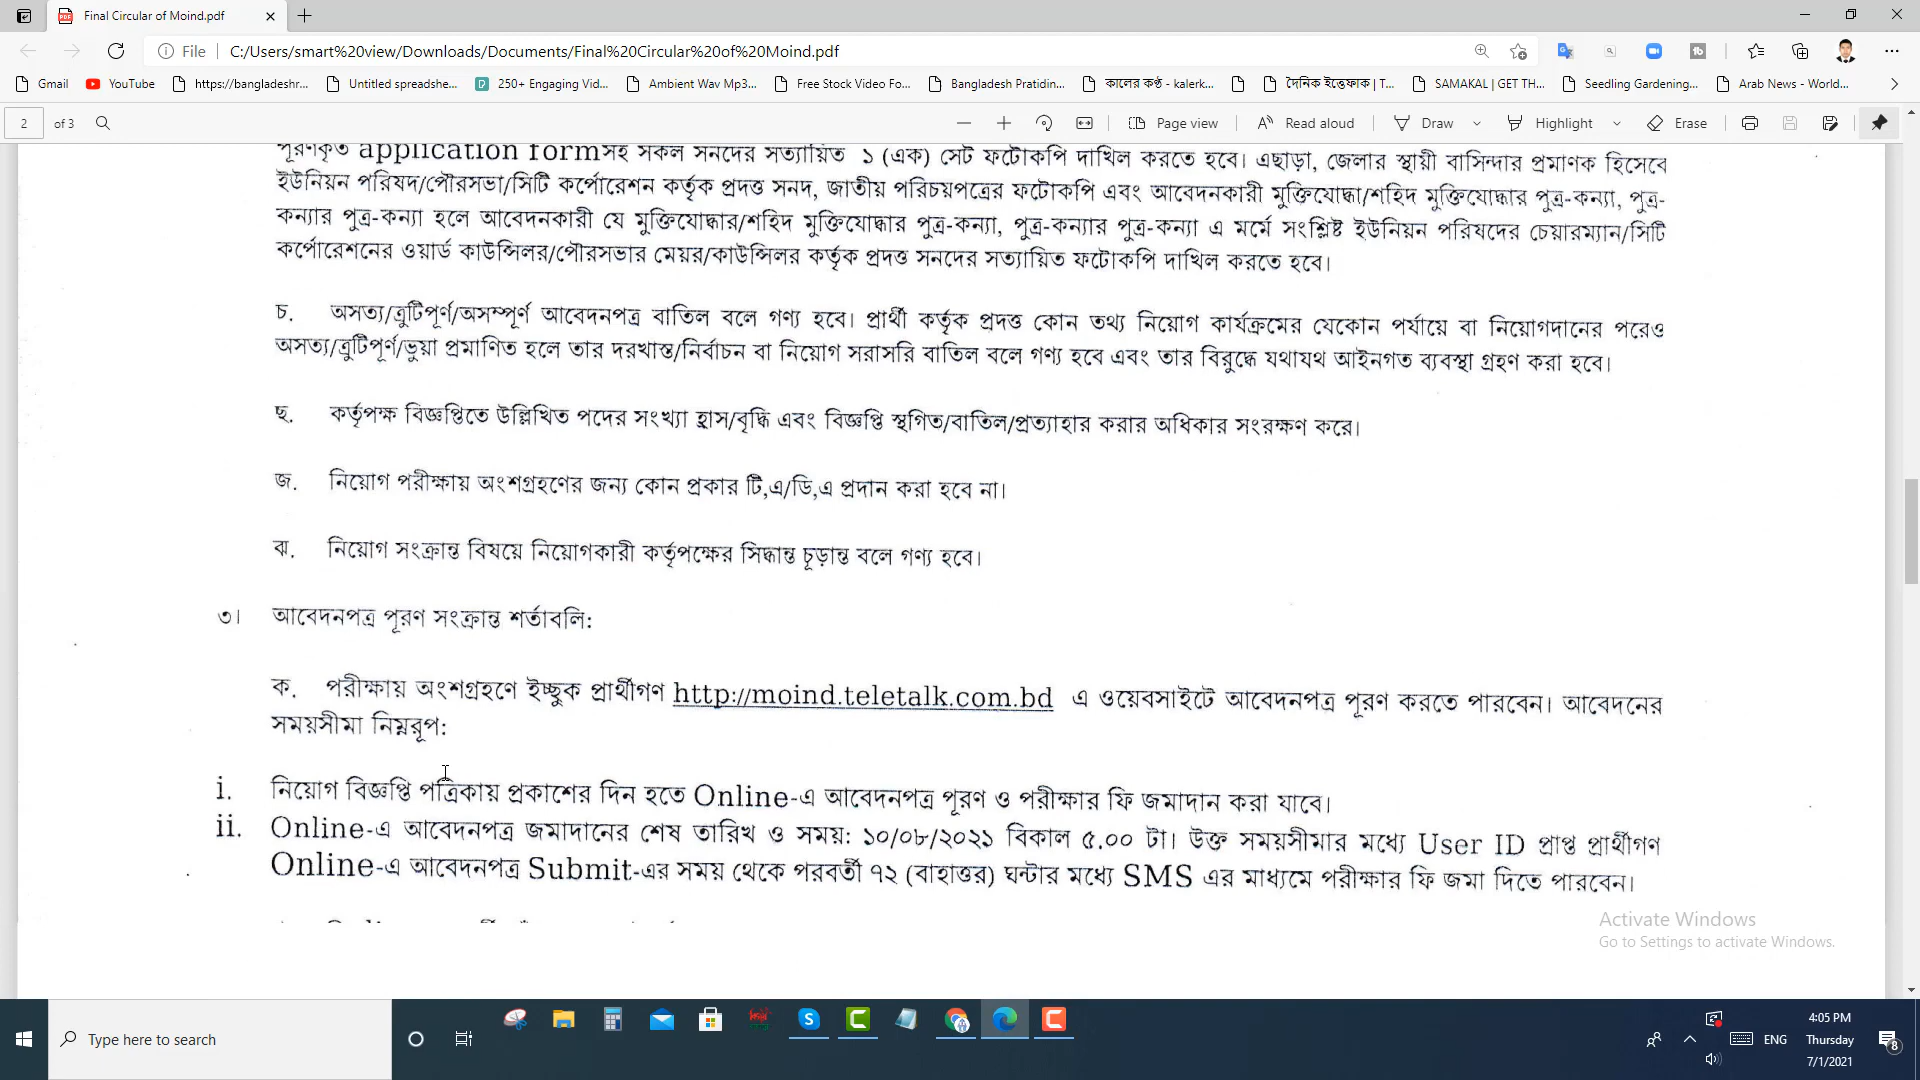 Final Circular of Moind.pdf
File C:/Users/smart%20view/Downloads/Documents/Final%20Circular%20of%20Moind.pdf
Gmail YouTube https://bangladeshr... Untitled spreadshe... 250+ Engaging Vid... Ambient Wav Mp3... Free Stock Video Fo... Bangladesh Pratidin... কালের কণ্ঠ - kalerk... দৈনিক ইত্তেফাক | T... SAMAKAL | GET TH... Seedling Gardening... Arab News - World...
2 of 3 Page view Read aloud Draw Highlight Erase
পূরণকৃত application formসহ সকল সনদের সত্যায়িত ১ (এক) সেট ফটোকপি দাখিল করতে হবে। এছাড়া, জেলার স্থায়ী বাসিন্দার প্রমাণক হিসেবে
ইউনিয়ন পরিষদ/পৌরসভা/সিটি কর্পোরেশন কর্তৃক প্রদত্ত সনদ, জাতীয় পরিচয়পত্রের ফটোকপি এবং আবেদনকারী মুক্তিযোদ্ধা/শহিদ মুক্তিযোদ্ধার পুত্র-কন্যা, পুত্র-
কন্যার পুত্র-কন্যা হলে আবেদনকারী যে মুক্তিযোদ্ধার/শহিদ মুক্তিযোদ্ধার পুত্র-কন্যা, পুত্র-কন্যার পুত্র-কন্যা এ মর্মে সংশ্লিষ্ট ইউনিয়ন পরিষদের চেয়ারম্যান/সিটি
কর্পোরেশনের ওয়ার্ড কাউন্সিলর/পৌরসভার মেয়র/কাউন্সিলর কর্তৃক প্রদত্ত সনদের সত্যায়িত ফটোকপি দাখিল করতে হবে।
চ. অসত্য/ত্রুটিপূর্ণ/অসম্পূর্ণ আবেদনপত্র বাতিল বলে গণ্য হবে। প্রার্থী কর্তৃক প্রদত্ত কোন তথ্য নিয়োগ কার্যক্রমের যেকোন পর্যায়ে বা নিয়োগদানের পরেও
অসত্য/ত্রুটিপূর্ণ/ভুয়া প্রমাণিত হলে তার দরখাস্ত/নির্বাচন বা নিয়োগ সরাসরি বাতিল বলে গণ্য হবে এবং তার বিরুদ্ধে যথাযথ আইনগত ব্যবস্থা গ্রহণ করা হবে।
ছ. কর্তৃপক্ষ বিজ্ঞপ্তিতে উল্লিখিত পদের সংখ্যা হ্রাস/বৃদ্ধি এবং বিজ্ঞপ্তি স্থগিত/বাতিল/প্রত্যাহার করার অধিকার সংরক্ষণ করে।
জ. নিয়োগ পরীক্ষায় অংশগ্রহণের জন্য কোন প্রকার টি,এ/ডি,এ প্রদান করা হবে না।
ঝ. নিয়োগ সংক্রান্ত বিষয়ে নিয়োগকারী কর্তৃপক্ষের সিদ্ধান্ত চূড়ান্ত বলে গণ্য হবে।
৩। আবেদনপত্র পূরণ সংক্রান্ত শর্তাবলি:
ক. পরীক্ষায় অংশগ্রহণে ইচ্ছুক প্রার্থীগণ http://moind.teletalk.com.bd এ ওয়েবসাইটে আবেদনপত্র পূরণ করতে পারবেন। আবেদনের
সময়সীমা নিম্নরূপ:
i. নিয়োগ বিজ্ঞপ্তি পত্রিকায় প্রকাশের দিন হতে Online-এ আবেদনপত্র পূরণ ও পরীক্ষার ফি জমাদান করা যাবে।
ii. Online-এ আবেদনপত্র জমাদানের শেষ তারিখ ও সময়: ১০/০৮/২০২১ বিকাল ৫.০০ টা। উক্ত সময়সীমার মধ্যে User ID প্রাপ্ত প্রার্থীগণ
Online-এ আবেদনপত্র Submit-এর সময় থেকে পরবর্তী ৭২ (বাহাত্তর) ঘন্টার মধ্যে SMS এর মাধ্যমে পরীক্ষার ফি জমা দিতে পারবেন।
Activate Windows
Go to Settings to activate Windows.
Type here to search
ENG
4:05 PM
Thursday
7/1/2021
8